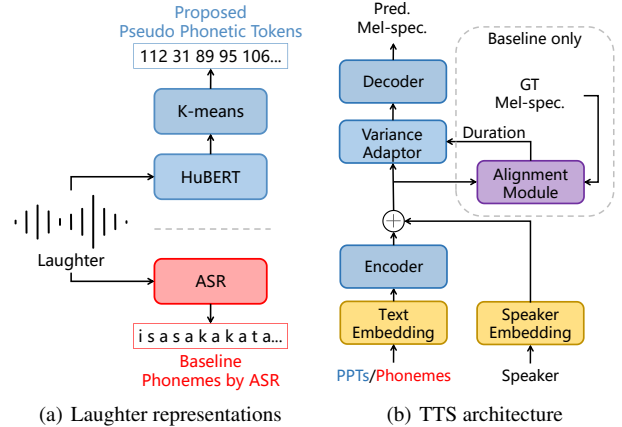 Proposed
Pseudo Phonetic Tokens
112 31 89 95 106...
K-means
HuBERT
Laughter
ASR
i s a s a k a k a t a...
Baseline
Phonemes by ASR
(a) Laughter representations
Pred.
Mel-spec.
Baseline only
Decoder
GT
Mel-spec.
Variance
Adaptor
Duration
Alignment
Module
Encoder
Text
Embedding
Speaker
Embedding
PPTs/Phonemes
Speaker
(b) TTS architecture